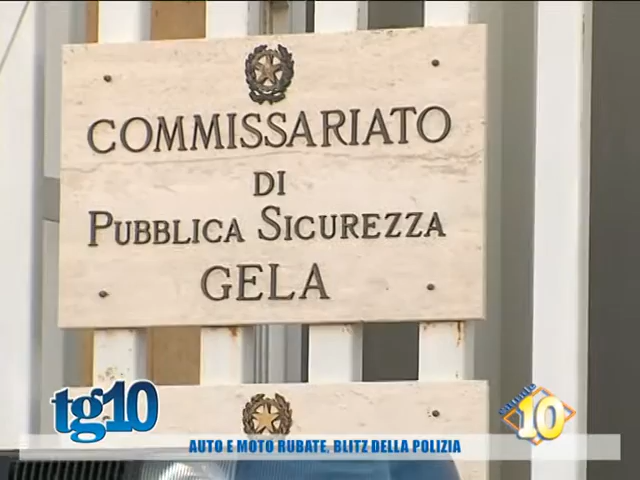 COMMISSARIATO
DI
PUBBLICA SICUREZZA
GELA
tg10
10
AUTO E MOTO RUBATE, BLITZ DELLA POLIZIA